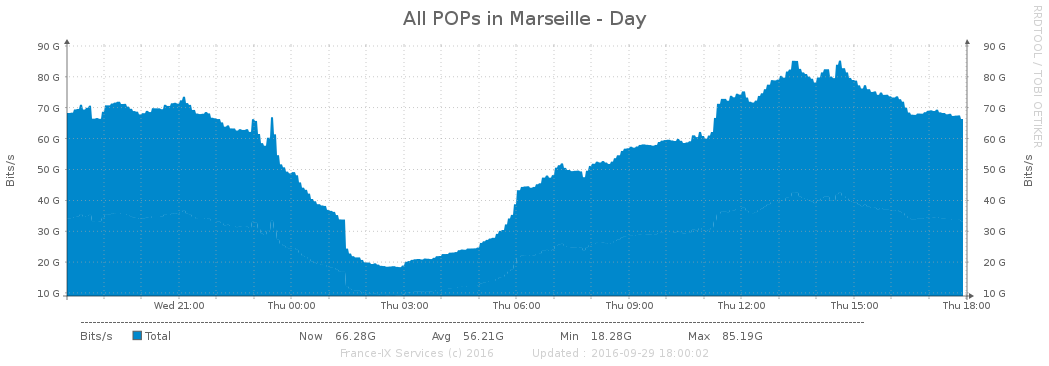 All POPs in Marseille - Day
RRDTOOL / TOBI OETIKER
Bits/s
90 G 90 G
80 G 80 G
70 G 70 G
60 G 60 G
50 G 50 G
40 G 40 G
30 G 30 G
20 G 20 G
10 G 10 G
Bits/s
Wed 21:00 Thu 00:00 Thu 03:00 Thu 06:00 Thu 09:00 Thu 12:00 Thu 15:00 Thu 18:00
Bits/s Total Now 66.28G Avg 56.21G Min 18.28G Max 85.19G
France-IX Services (c) 2016 Updated : 2016-09-29 18:00:02